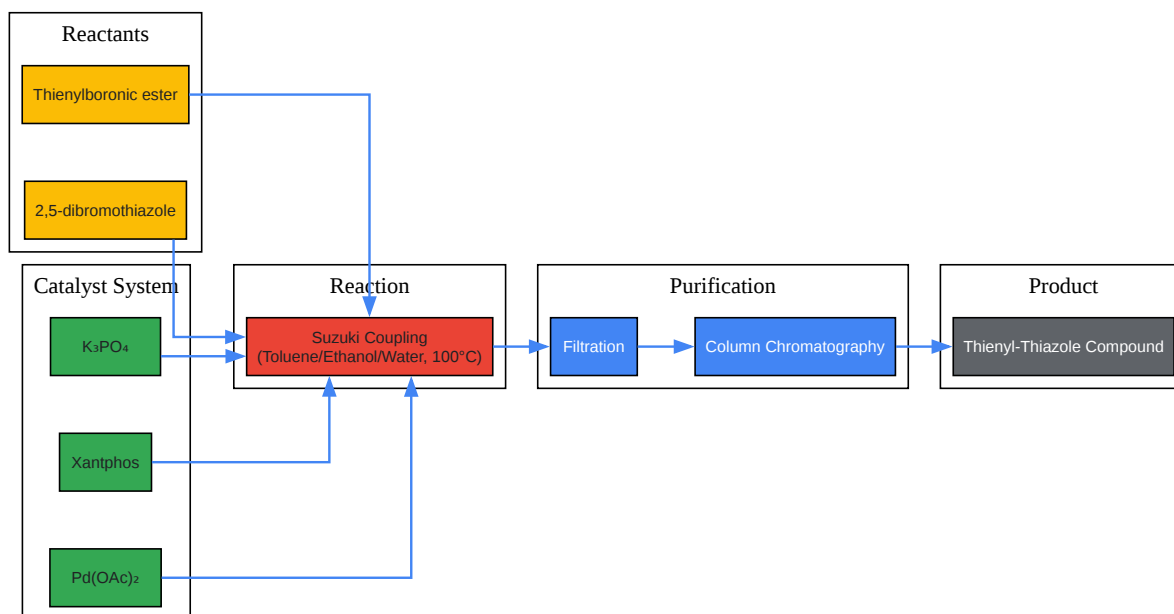 Reactants
Thienylboronic ester
2,5-dibromothiazole
Catalyst System
K₃PO₄
Xantphos
Pd(OAc)₂
Reaction
Suzuki Coupling
(Toluene/Ethanol/Water, 100°C)
Purification
Filtration
Column Chromatography
Product
Thienyl-Thiazole Compound